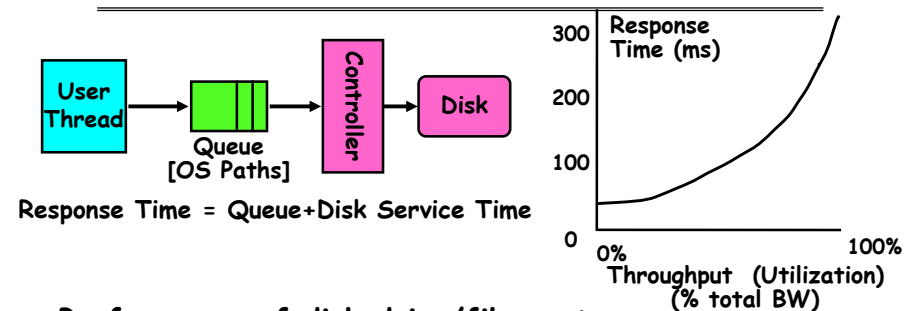 User
Thread
Queue
[OS Paths]
Controller
Disk
Response Time = Queue+Disk Service Time
Response
Time (ms)
300
200
100
0
0%
100%
Throughput (Utilization)
(% total BW)